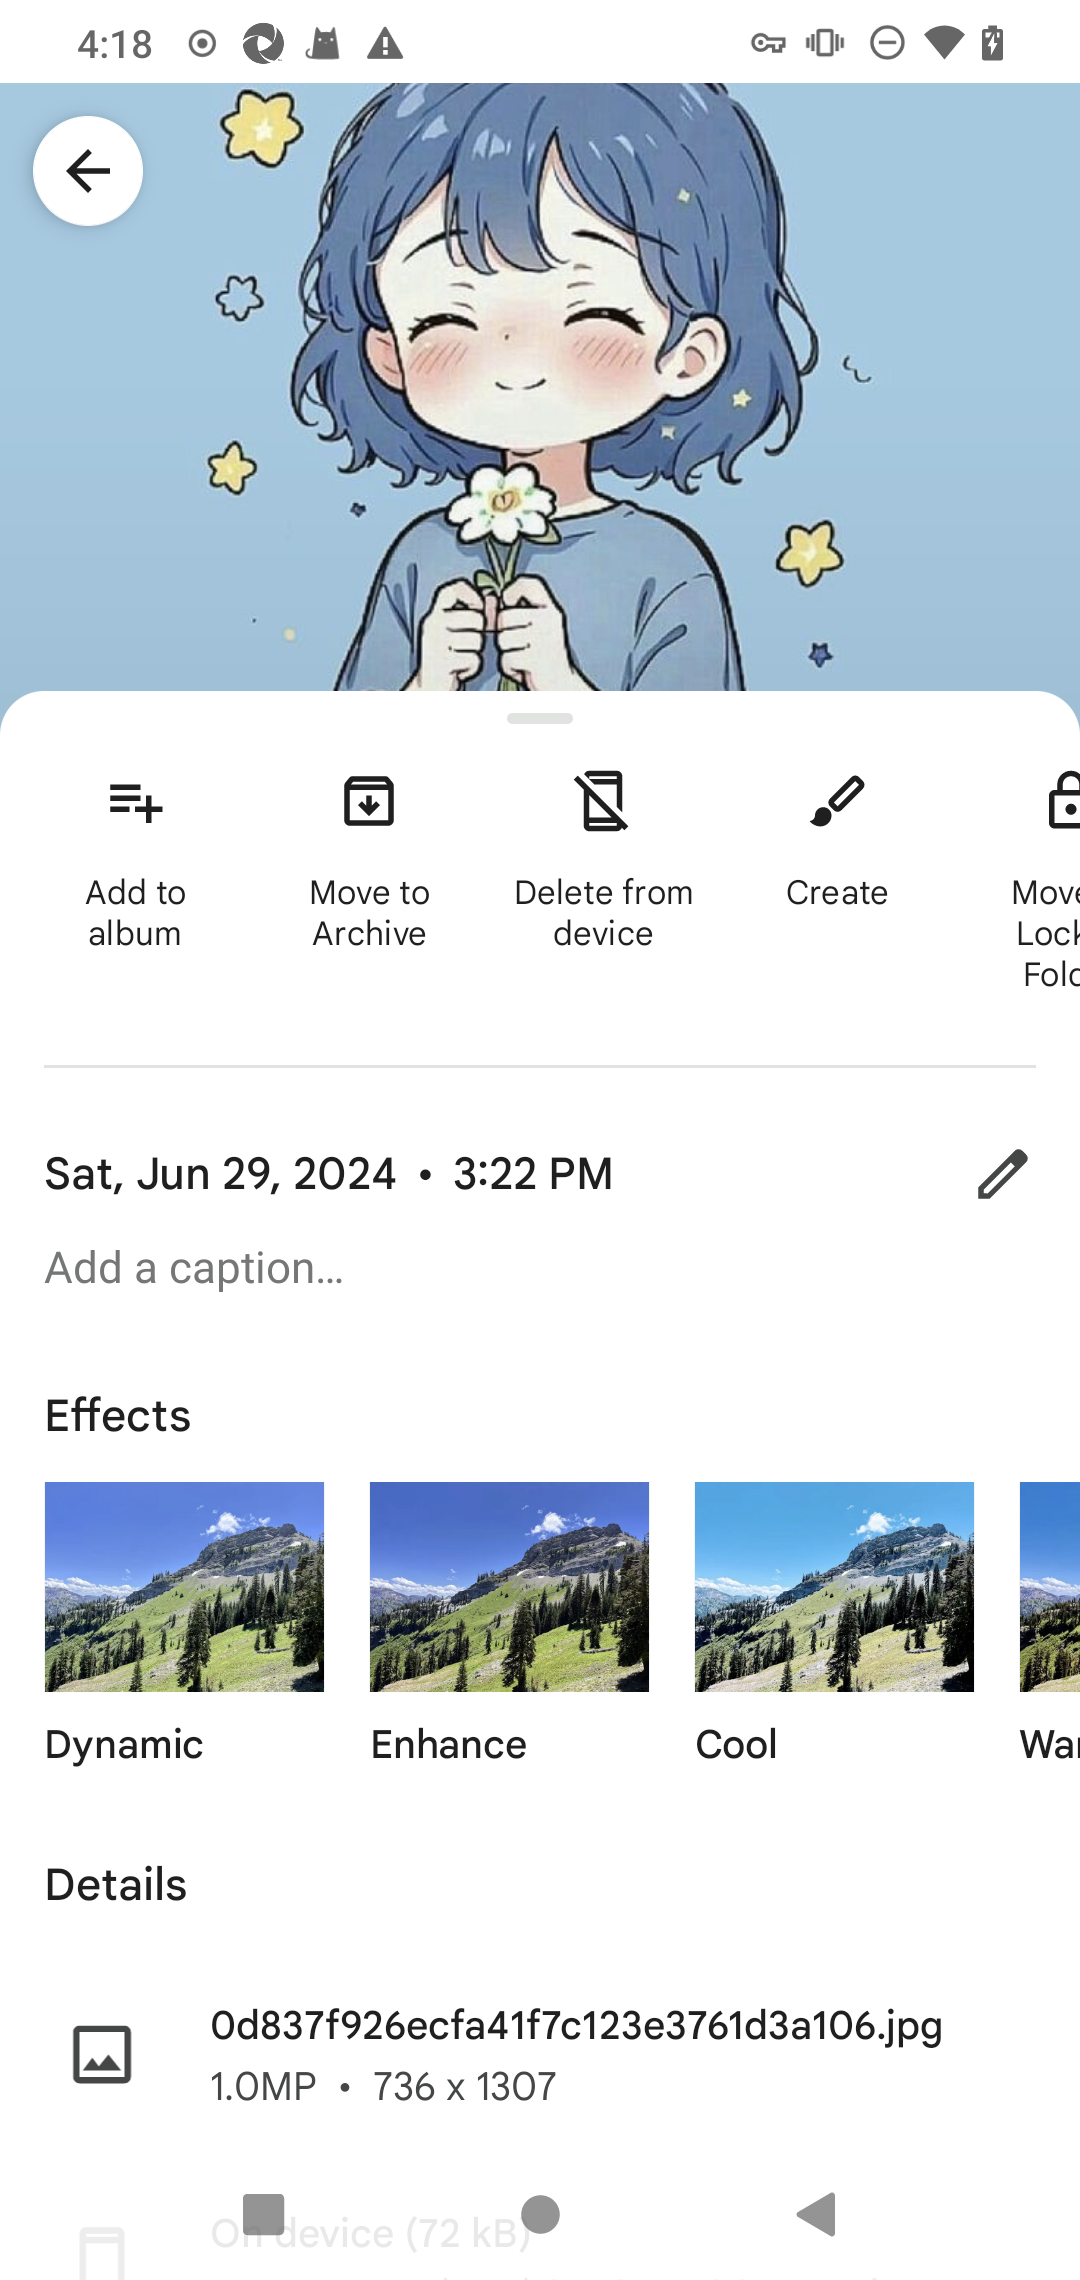 4:18
Add to
album
Move to
Archive
Delete from
device
Create
Move
Lock
Fold
Sat, Jun 29, 2024 • 3:22 PM
Add a caption...
Effects
Dynamic
Enhance
Cool
Details
0d837f926ecfa41f7c123e3761d3a106.jpg
1.0MP • 736 x 1307
On device (72 kB)